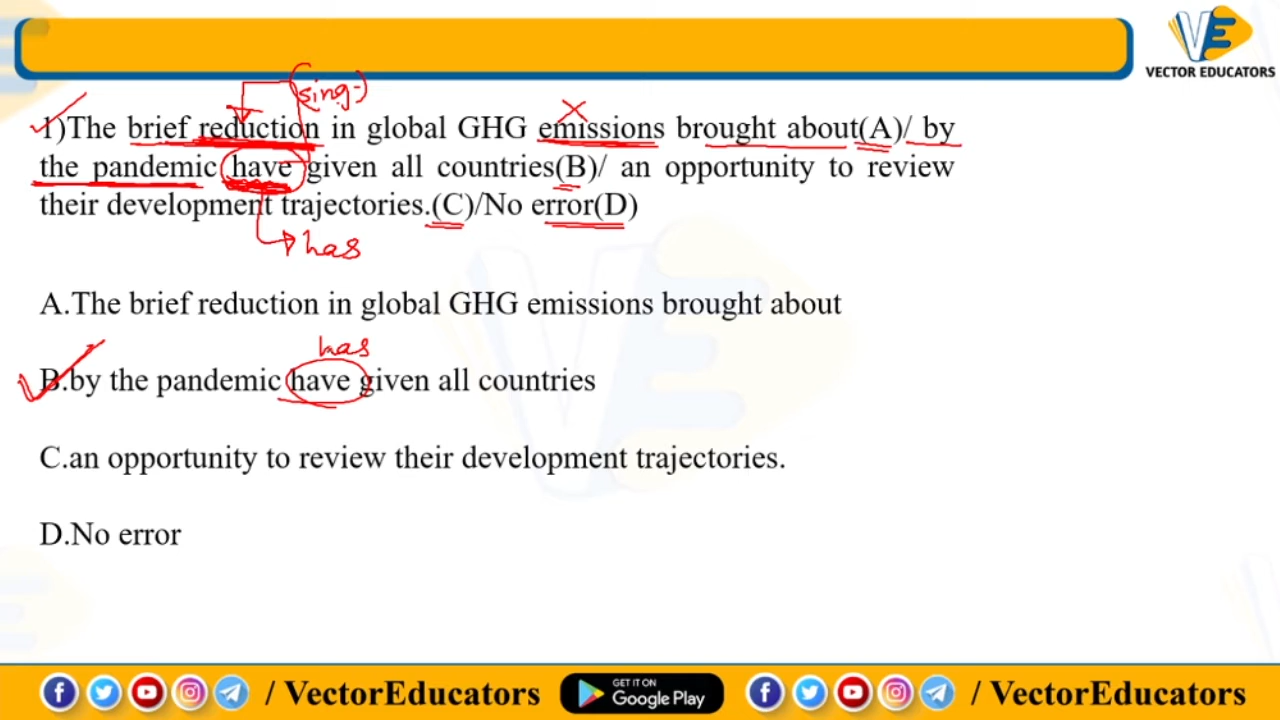 VECTOR EDUCATORS
(sing.)
1)The brief reduction in global GHG emissions brought about(A)/ by
the pandemic have given all countries(B)/ an opportunity to review
their development trajectories.(C)/No error(D)
has
A.The brief reduction in global GHG emissions brought about
has
B.by the pandemic have given all countries
C.an opportunity to review their development trajectories.
D.No error
/ VectorEducators GET IT ON Google Play / VectorEducators